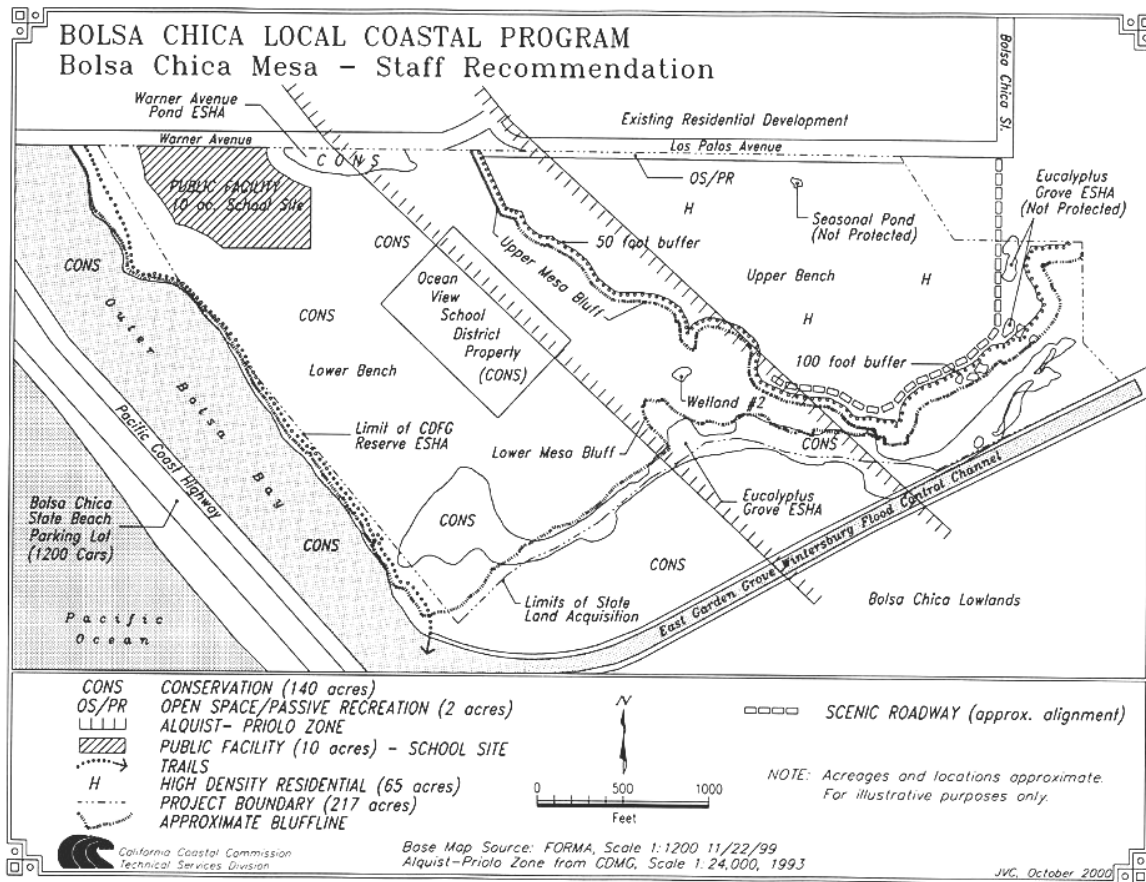 BOLSA CHICA LOCAL COASTAL PROGRAM
Bolsa Chica Mesa - Staff Recommendation
Bolsa Chica St.
Warner Avenue
Pond ESHA
Existing Residential Development
Warner Avenue
Los Patos Avenue
CONS
OS/PR
PUBLIC FACILITY
10 ac. School Site
H
Eucalyptus
Grove ESHA
(Not Protected)
Seasonal Pond
(Not Protected)
50 foot buffer
CONS
CONS
Upper Mesa Bluff
Ocean
View
School
District
Property
(CONS)
Upper Bench
H
CONS
H
Outer Bolsa Bay
Lower Bench
100 foot buffer
Wetland
#2
Pacific Coast Highway
Limit of CDFG
Reserve ESHA
Lower Mesa Bluff
CONS
Bolsa Chica
State Beach
Parking Lot
(1200 Cars)
CONS
Eucalyptus
Grove ESHA
CONS
CONS
East Garden Grove Wintersburg Flood Control Channel
Limits of State
Land Acquisition
Bolsa Chica Lowlands
Pacific
Ocean
CONS CONSERVATION (140 acres)
OS/PR OPEN SPACE/PASSIVE RECREATION (2 acres)
ALQUIST- PRIOLO ZONE
PUBLIC FACILITY (10 acres) - SCHOOL SITE
TRAILS
H HIGH DENSITY RESIDENTIAL (65 acres)
PROJECT BOUNDARY (217 acres)
APPROXIMATE BLUFFLINE
N
0 500 1000
Feet
SCENIC ROADWAY (approx. alignment)
NOTE: Acreages and locations approximate.
For illustrative purposes only.
California Coastal Commission
Technical Services Division
Base Map Source: FORMA, Scale 1:1200 11/22/99
Alquist-Priolo Zone from CDMG, Scale 1:24,000, 1993
JVC, October 2000